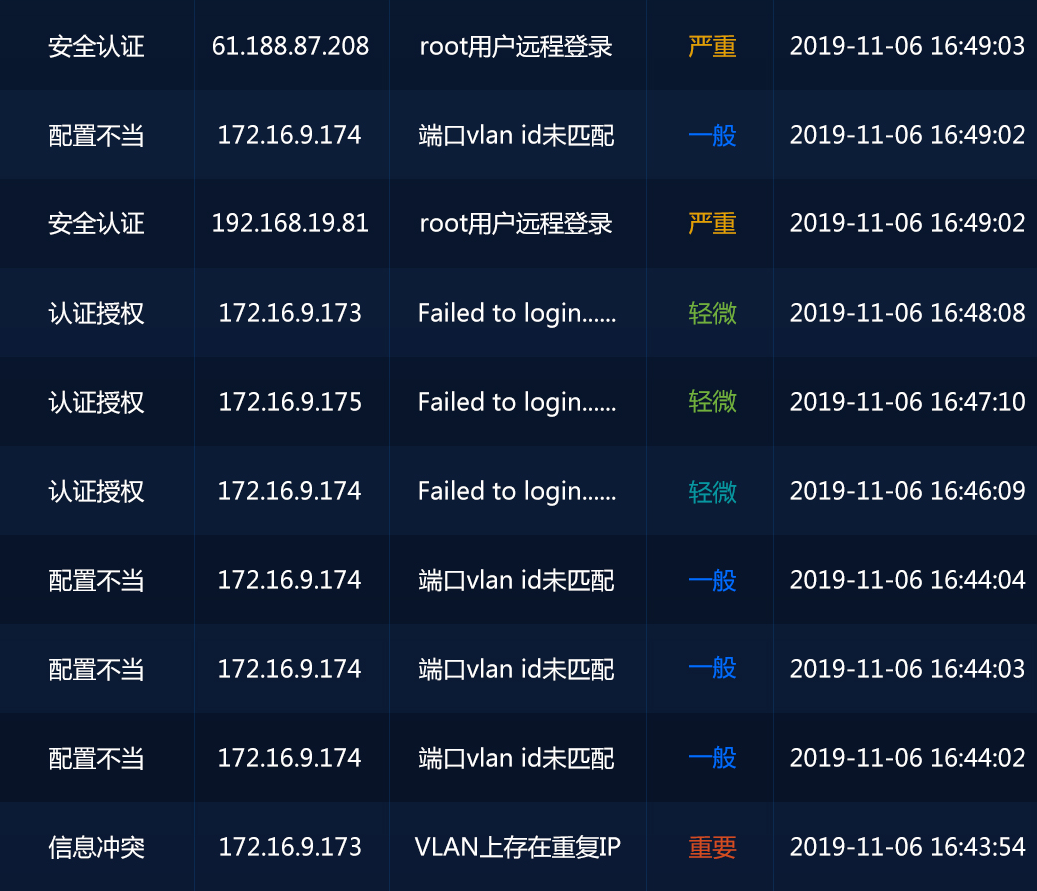 安全认证 61.188.87.208 root用户远程登录 严重 2019-11-06 16:49:03
配置不当 172.16.9.174 端口vlan id未匹配 一般 2019-11-06 16:49:02
安全认证 192.168.19.81 root用户远程登录 严重 2019-11-06 16:49:02
认证授权 172.16.9.173 Failed to login...... 轻微 2019-11-06 16:48:08
认证授权 172.16.9.175 Failed to login...... 轻微 2019-11-06 16:47:10
认证授权 172.16.9.174 Failed to login...... 轻微 2019-11-06 16:46:09
配置不当 172.16.9.174 端口vlan id未匹配 一般 2019-11-06 16:44:04
配置不当 172.16.9.174 端口vlan id未匹配 一般 2019-11-06 16:44:03
配置不当 172.16.9.174 端口vlan id未匹配 一般 2019-11-06 16:44:02
信息冲突 172.16.9.173 VLAN上存在重复IP 重要 2019-11-06 16:43:54